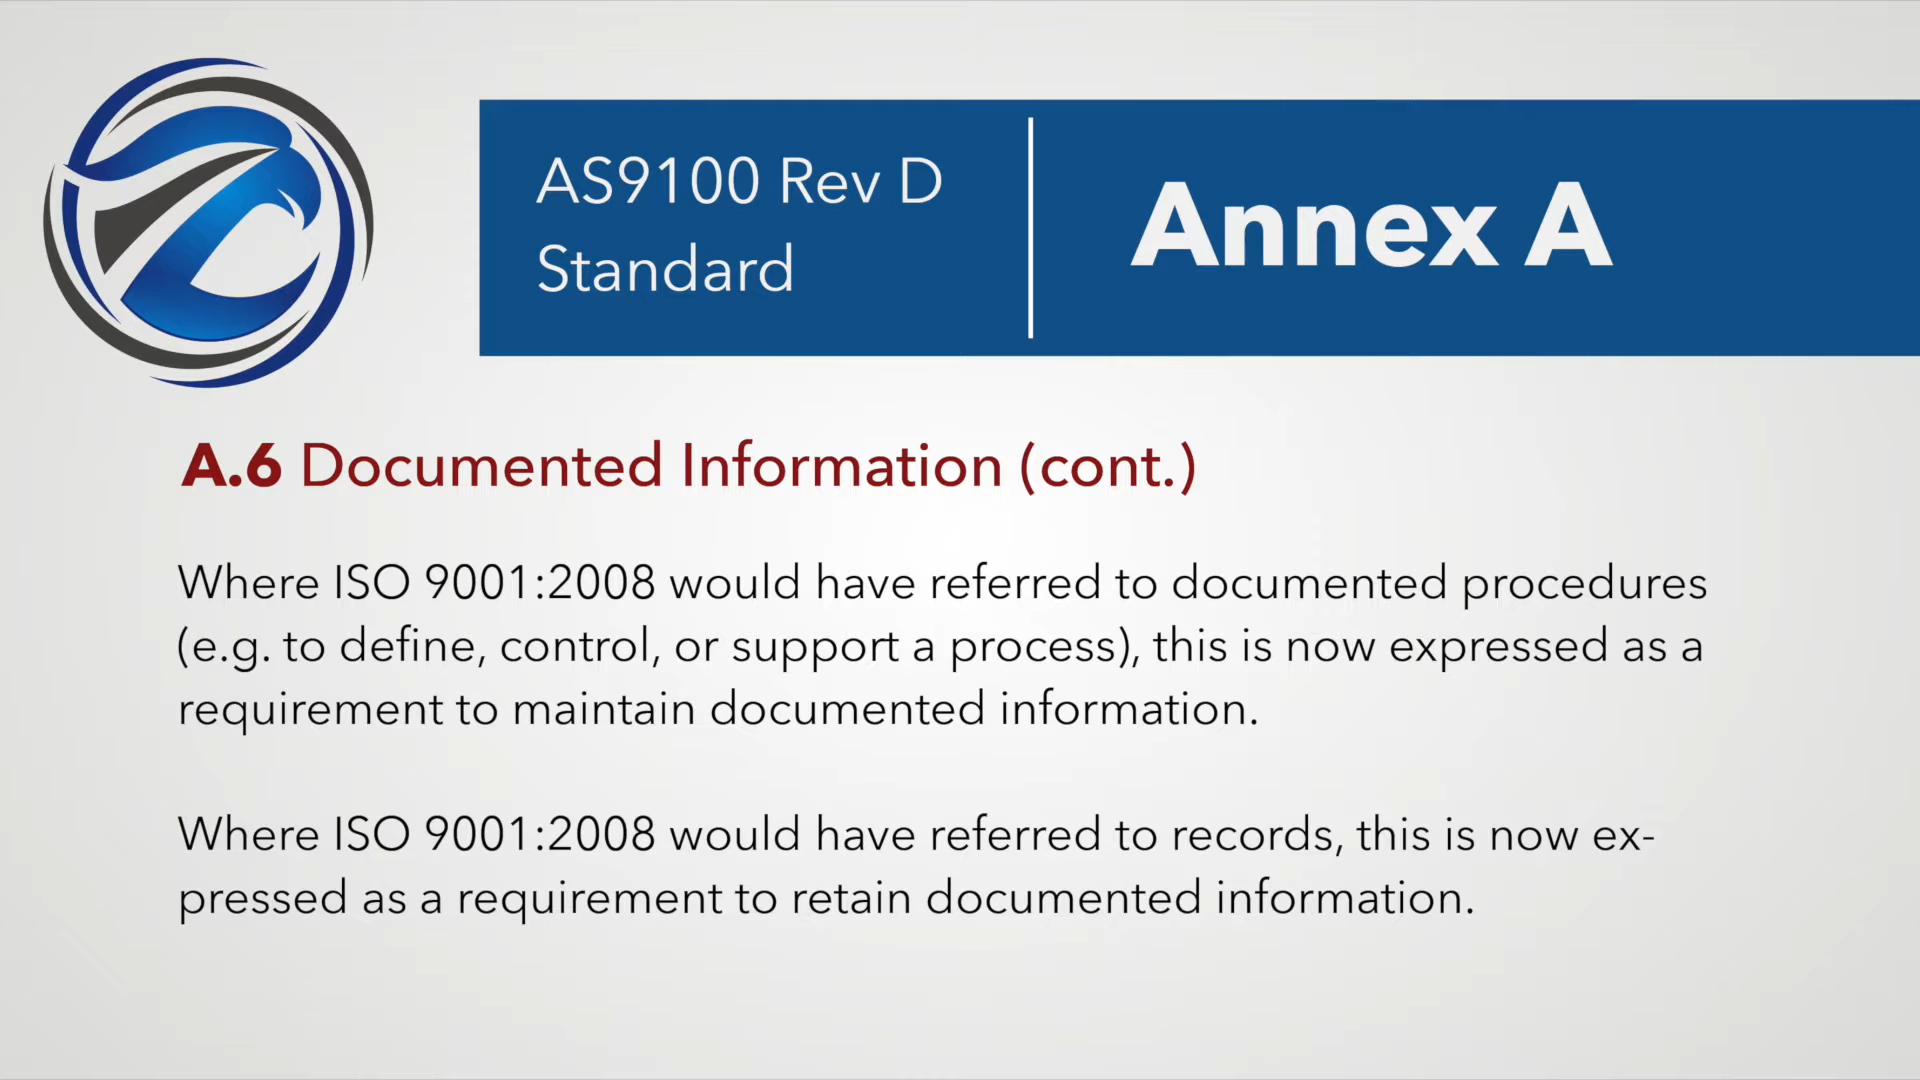 AS9100 Rev D
Standard
Annex A
A.6 Documented Information (cont.)
Where ISO 9001:2008 would have referred to documented procedures
(e.g. to define, control, or support a process), this is now expressed as a
requirement to maintain documented information.
Where ISO 9001:2008 would have referred to records, this is now ex-
pressed as a requirement to retain documented information.